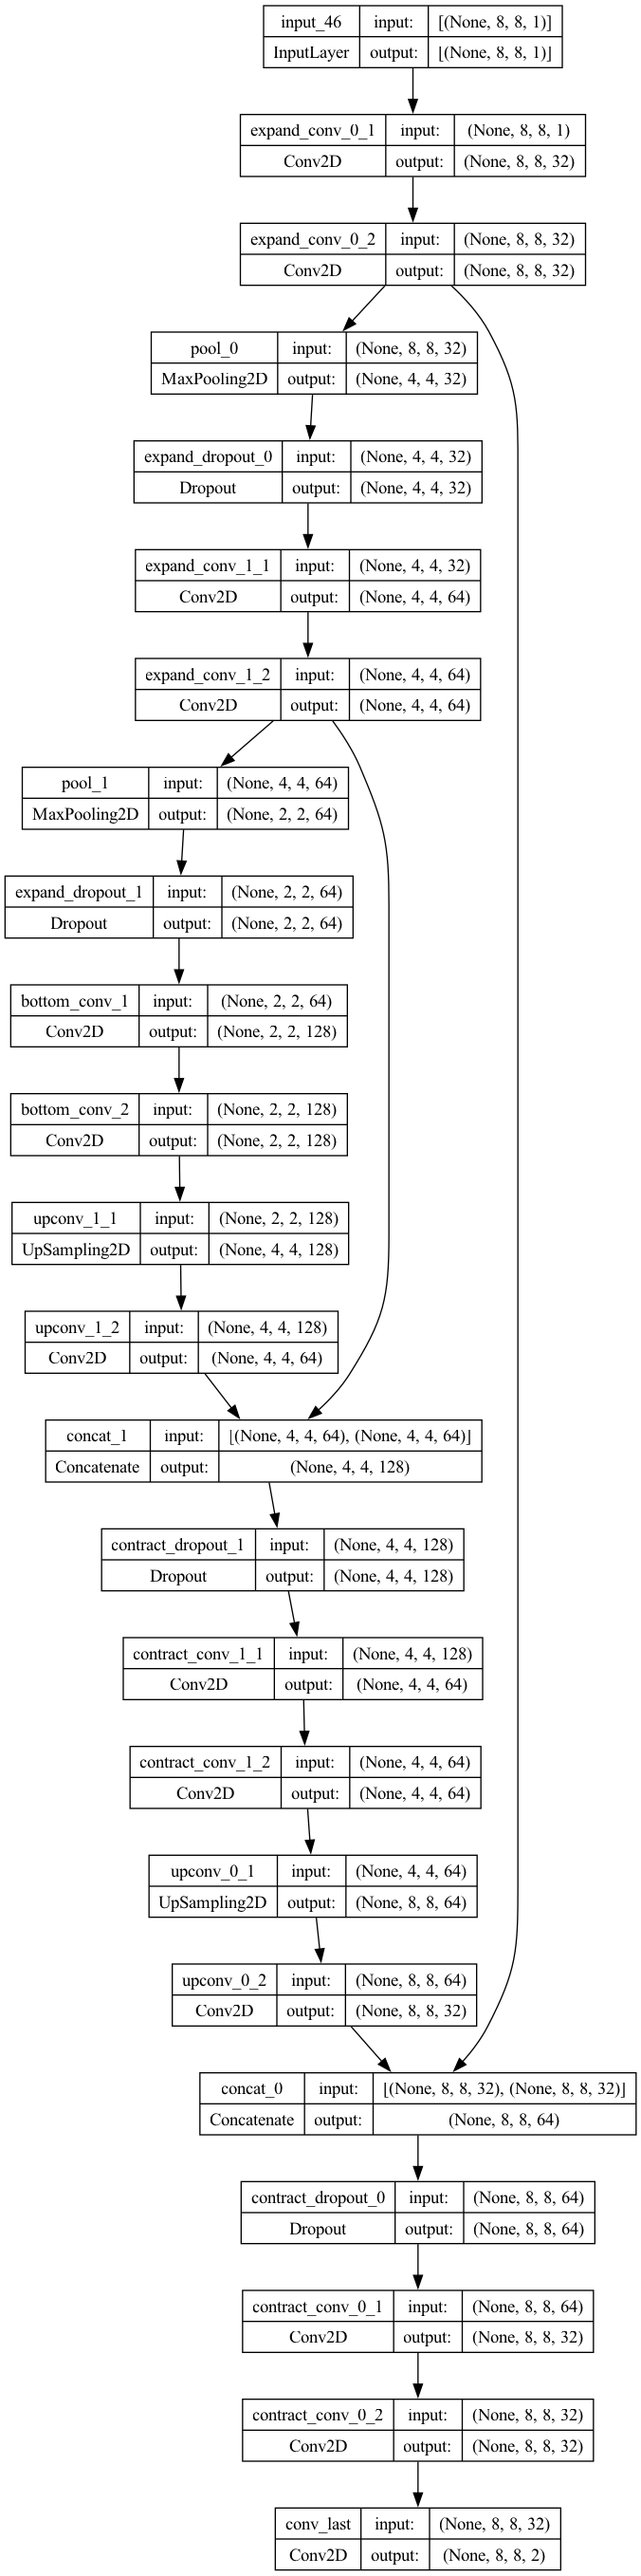 input_46 input: [(None, 8, 8, 1)]
InputLayer output: [(None, 8, 8, 1)]
expand_conv_0_1 input: (None, 8, 8, 1)
Conv2D output: (None, 8, 8, 32)
expand_conv_0_2 input: (None, 8, 8, 32)
Conv2D output: (None, 8, 8, 32)
pool_0 input: (None, 8, 8, 32)
MaxPooling2D output: (None, 4, 4, 32)
expand_dropout_0 input: (None, 4, 4, 32)
Dropout output: (None, 4, 4, 32)
expand_conv_1_1 input: (None, 4, 4, 32)
Conv2D output: (None, 4, 4, 64)
expand_conv_1_2 input: (None, 4, 4, 64)
Conv2D output: (None, 4, 4, 64)
pool_1 input: (None, 4, 4, 64)
MaxPooling2D output: (None, 2, 2, 64)
expand_dropout_1 input: (None, 2, 2, 64)
Dropout output: (None, 2, 2, 64)
bottom_conv_1 input: (None, 2, 2, 64)
Conv2D output: (None, 2, 2, 128)
bottom_conv_2 input: (None, 2, 2, 128)
Conv2D output: (None, 2, 2, 128)
upconv_1_1 input: (None, 2, 2, 128)
UpSampling2D output: (None, 4, 4, 128)
upconv_1_2 input: (None, 4, 4, 128)
Conv2D output: (None, 4, 4, 64)
concat_1 input: [(None, 4, 4, 64), (None, 4, 4, 64)]
Concatenate output: (None, 4, 4, 128)
contract_dropout_1 input: (None, 4, 4, 128)
Dropout output: (None, 4, 4, 128)
contract_conv_1_1 input: (None, 4, 4, 128)
Conv2D output: (None, 4, 4, 64)
contract_conv_1_2 input: (None, 4, 4, 64)
Conv2D output: (None, 4, 4, 64)
upconv_0_1 input: (None, 4, 4, 64)
UpSampling2D output: (None, 8, 8, 64)
upconv_0_2 input: (None, 8, 8, 64)
Conv2D output: (None, 8, 8, 32)
concat_0 input: [(None, 8, 8, 32), (None, 8, 8, 32)]
Concatenate output: (None, 8, 8, 64)
contract_dropout_0 input: (None, 8, 8, 64)
Dropout output: (None, 8, 8, 64)
contract_conv_0_1 input: (None, 8, 8, 64)
Conv2D output: (None, 8, 8, 32)
contract_conv_0_2 input: (None, 8, 8, 32)
Conv2D output: (None, 8, 8, 32)
conv_last input: (None, 8, 8, 32)
Conv2D output: (None, 8, 8, 2)